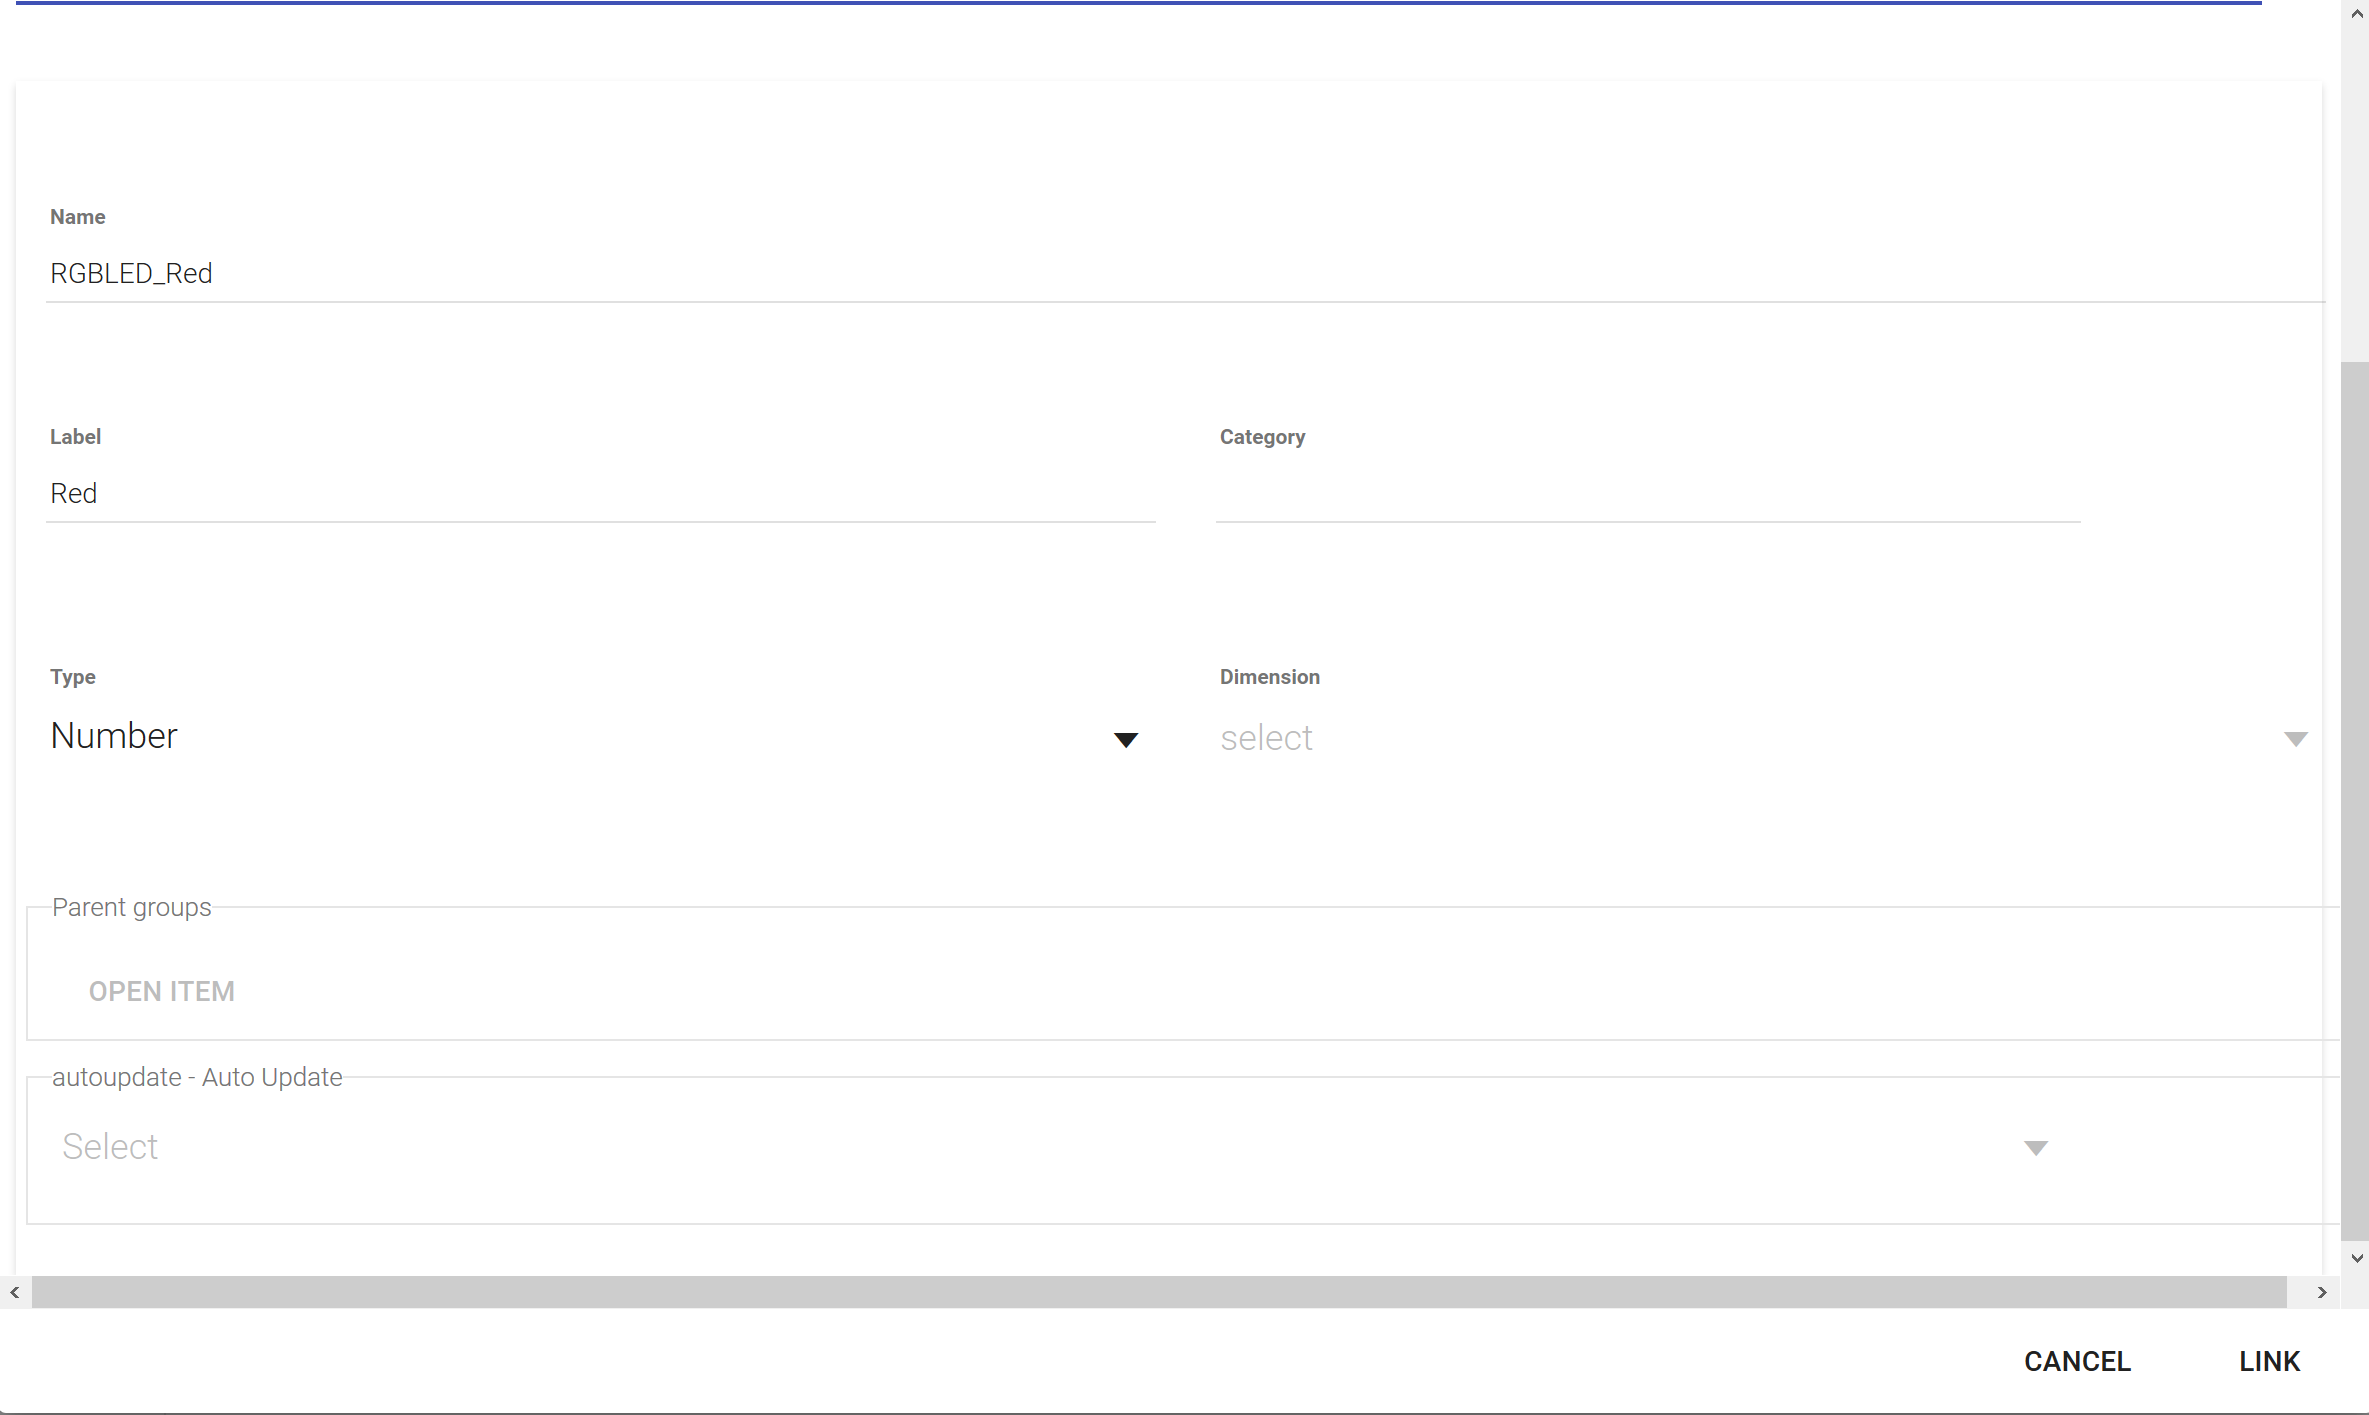 Name
RGBLED_Red
Label
Category
Red
Type
Dimension
Number
select
Parent groups
OPEN ITEM
autoupdate - Auto Update
Select
CANCEL
LINK